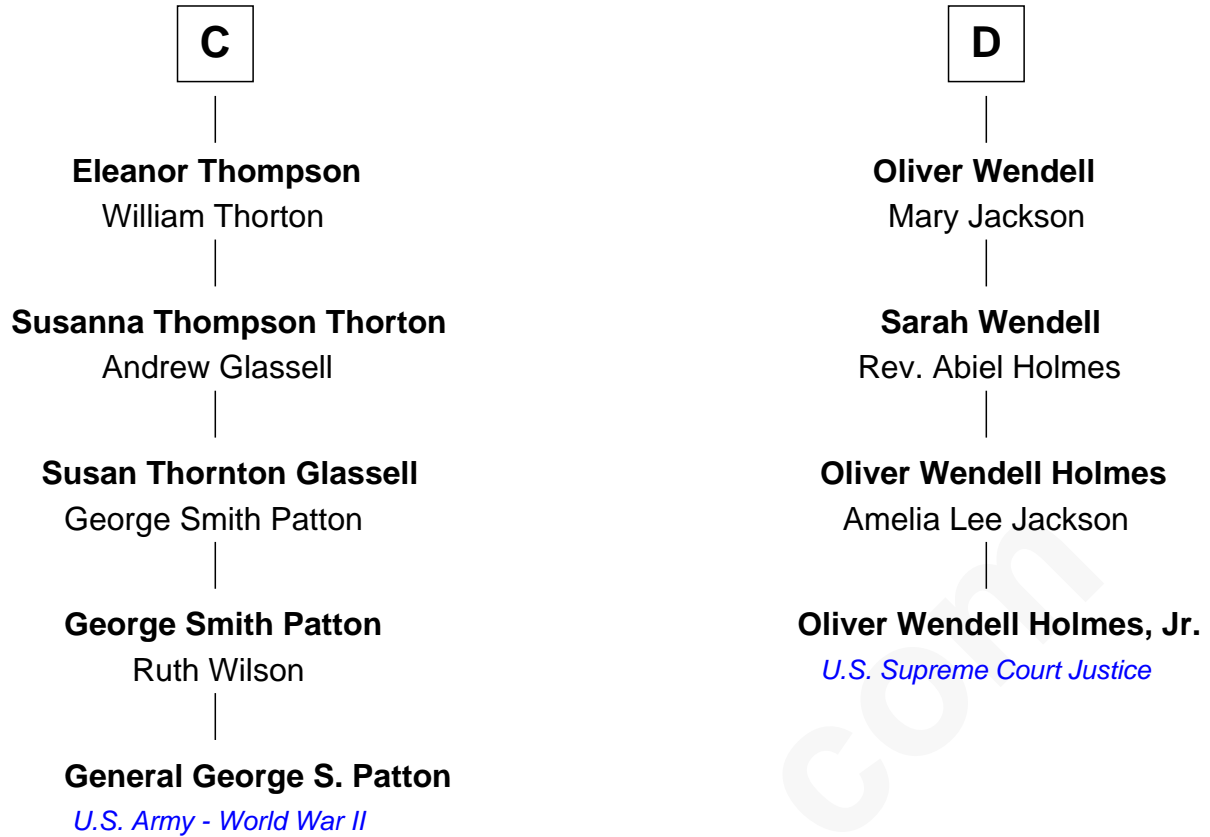 C
Eleanor Thompson
William Thorton
Susanna Thompson Thorton
Andrew Glassell
Susan Thornton Glassell
George Smith Patton
George Smith Patton
Ruth Wilson
General George S. Patton
U.S. Army - World War II
D
Oliver Wendell
Mary Jackson
Sarah Wendell
Rev. Abiel Holmes
Oliver Wendell Holmes
Amelia Lee Jackson
Oliver Wendell Holmes, Jr.
U.S. Supreme Court Justice
com